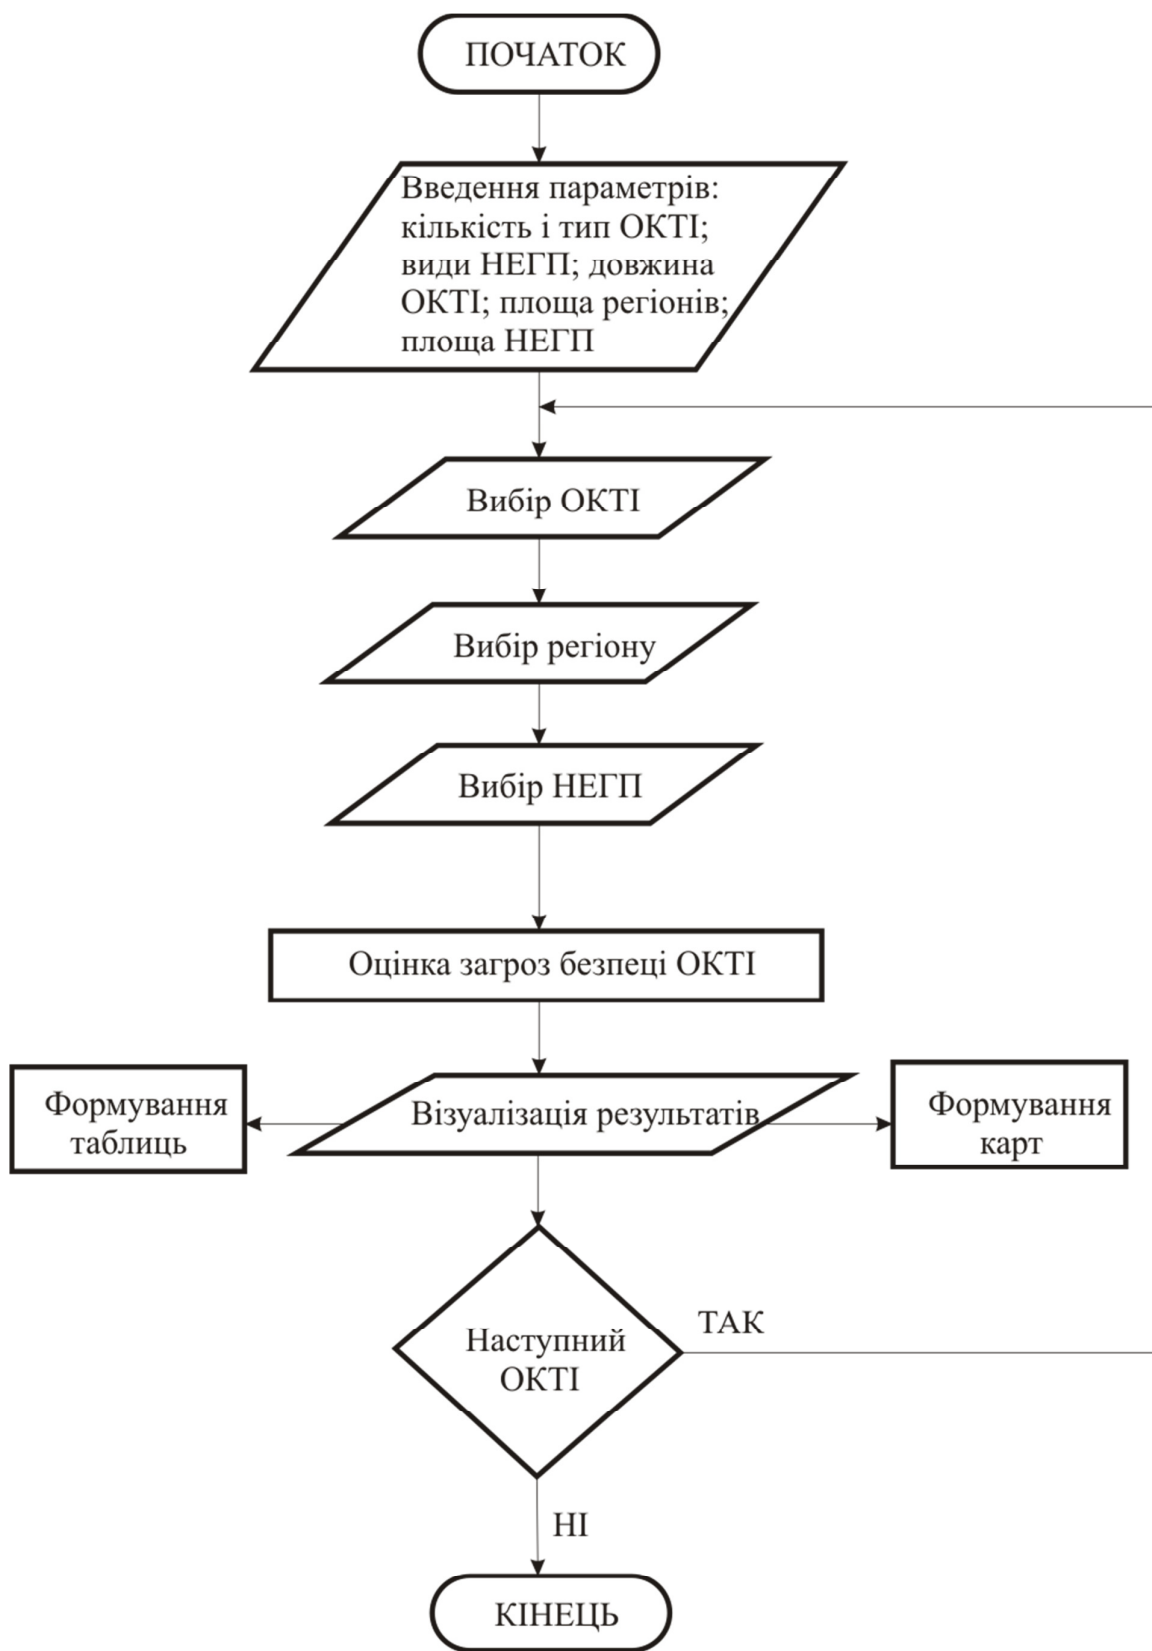 ПОЧАТОК
Введення параметрів:
кількість і тип ОКТІ;
види НЕГП; довжина
ОКТІ; площа регіонів;
площа НЕГП
Вибір ОКТІ
Вибір регіону
Вибір НЕГП
Оцінка загроз безпеці ОКТІ
Формування
таблиць
Візуалізація результатів
Формування
карт
Наступний
ОКТІ
ТАК
НІ
КІНЕЦЬ